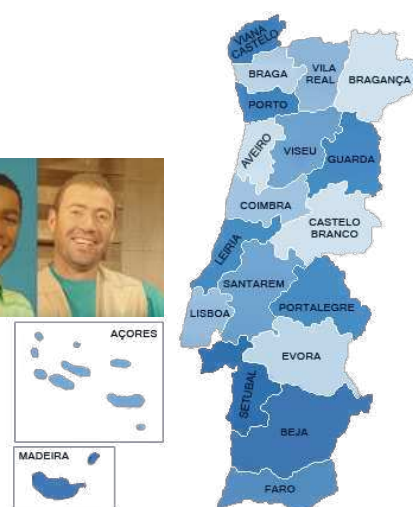 VIANA
CASTELO
BRAGA
VILA
REAL
BRAGANÇA
PORTO
AVEIRO
VISEU
GUARDA
COIMBRA
CASTELO
BRANCO
LEIRIA
SANTAREM
LISBOA
PORTALEGRE
EVORA
SETUBAL
BEJA
FARO
AÇORES
MADEIRA